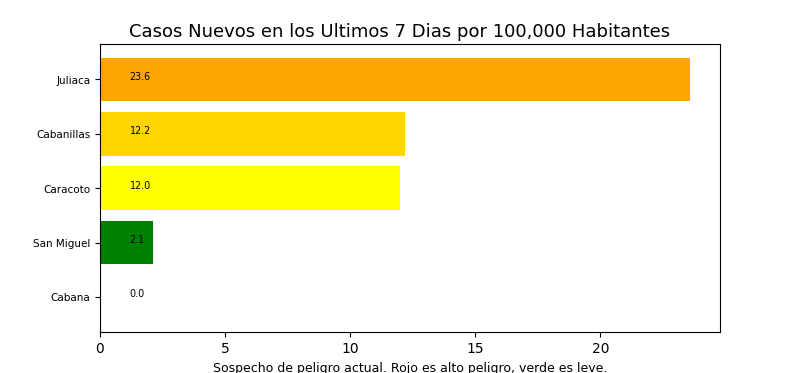 Casos Nuevos en los Ultimos 7 Dias por 100,000 Habitantes
Juliaca 23.6
Cabanillas 12.2
Caracoto 12.0
San Miguel 2.1
Cabana 0.0
0 5 10 15 20
Sospecho de peligro actual. Rojo es alto peligro, verde es leve.